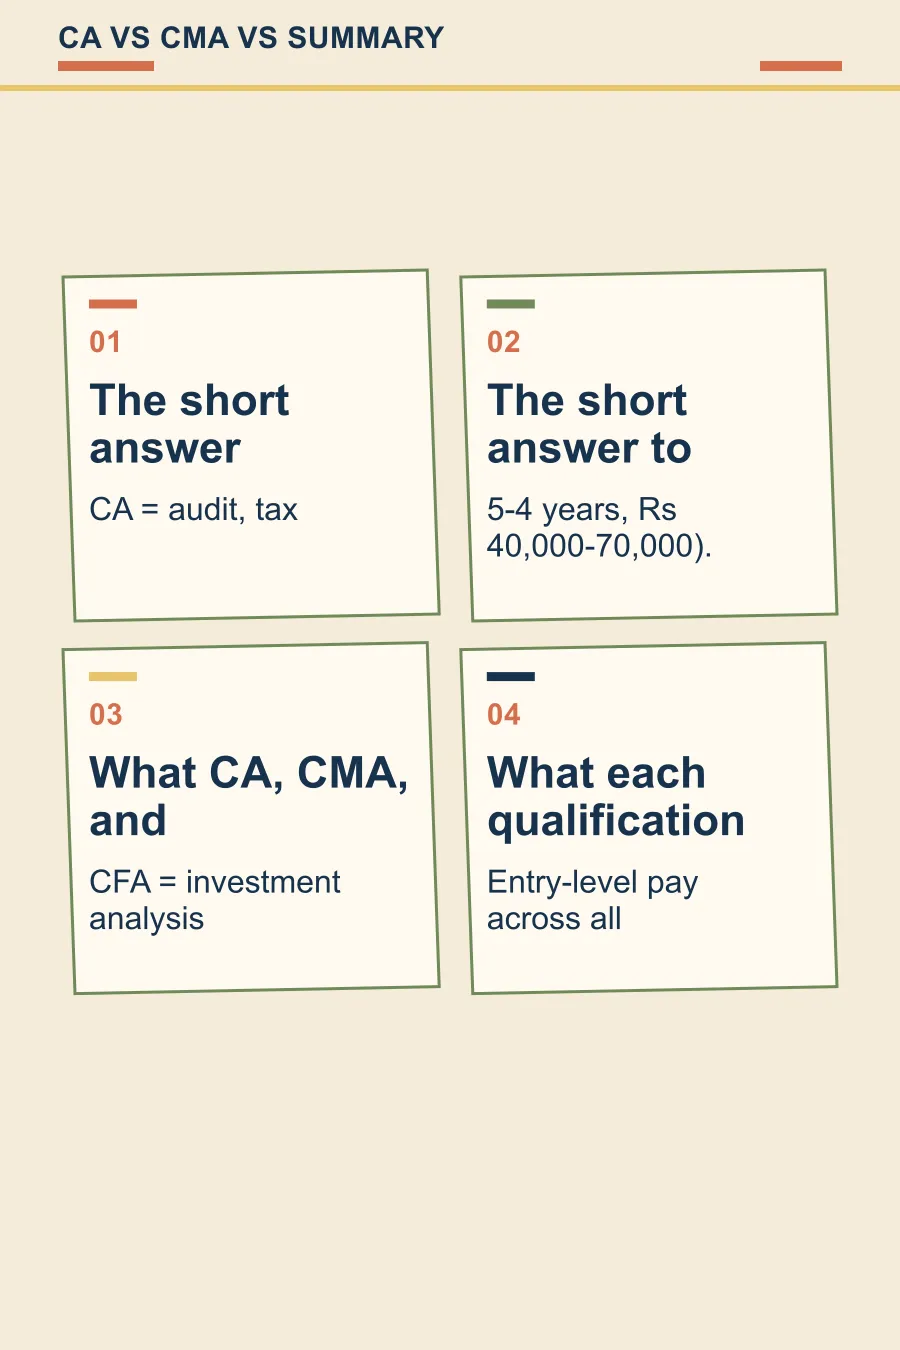 CA VS CMA VS SUMMARY
01
The short
answer
CA = audit, tax
02
The short
answer to
5-4 years, Rs
40,000-70,000).
03
What CA, CMA,
and
CFA = investment
analysis
04
What each
qualification
Entry-level pay
across all